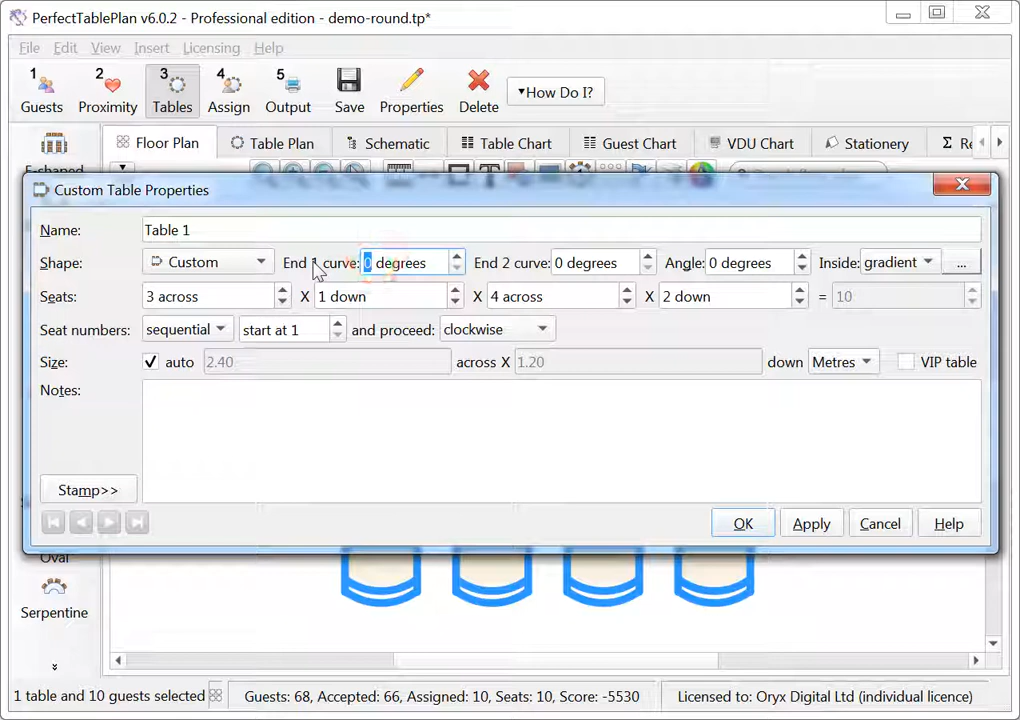 PerfectTablePlan v6.0.2 - Professional edition - demo-round.tp*
File Edit View Insert Licensing Help
1 2 3 4 5
Guests Proximity Tables Assign Output Save Properties Delete ▾How Do I?
Floor Plan Table Plan Schematic Table Chart Guest Chart VDU Chart Stationery Σ Re
E-shaped
Custom Table Properties
Name: Table 1
Shape: Custom End 1 curve: 0 degrees End 2 curve: 0 degrees Angle: 0 degrees Inside: gradient ...
Seats: 3 across X 1 down X 4 across X 2 down = 10
Seat numbers: sequential start at 1 and proceed: clockwise
Size: auto 2.40 across X 1.20 down Metres VIP table
Notes:
Stamp>>
OK Apply Cancel Help
Oval
Serpentine
1 table and 10 guests selected Guests: 68, Accepted: 66, Assigned: 10, Seats: 10, Score: -5530 Licensed to: Oryx Digital Ltd (individual licence)